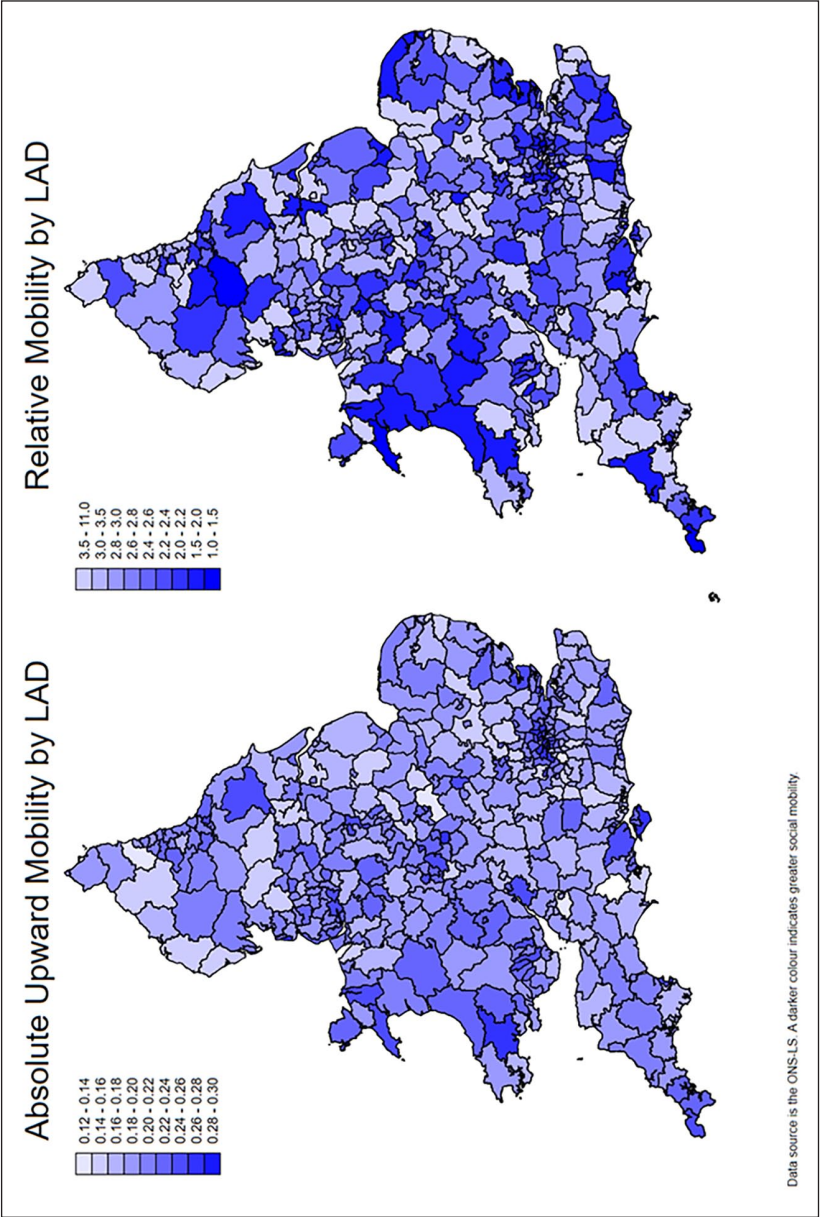 Absolute Upward Mobility by LAD
0.12 - 0.14
0.14 - 0.16
0.16 - 0.18
0.18 - 0.20
0.20 - 0.22
0.22 - 0.24
0.24 - 0.26
0.26 - 0.28
0.28 - 0.30
Relative Mobility by LAD
3.5 - 11.0
3.0 - 3.5
2.8 - 3.0
2.6 - 2.8
2.4 - 2.6
2.2 - 2.4
2.0 - 2.2
1.5 - 2.0
1.0 - 1.5
Data source is the ONS-LS. A darker colour indicates greater social mobility.